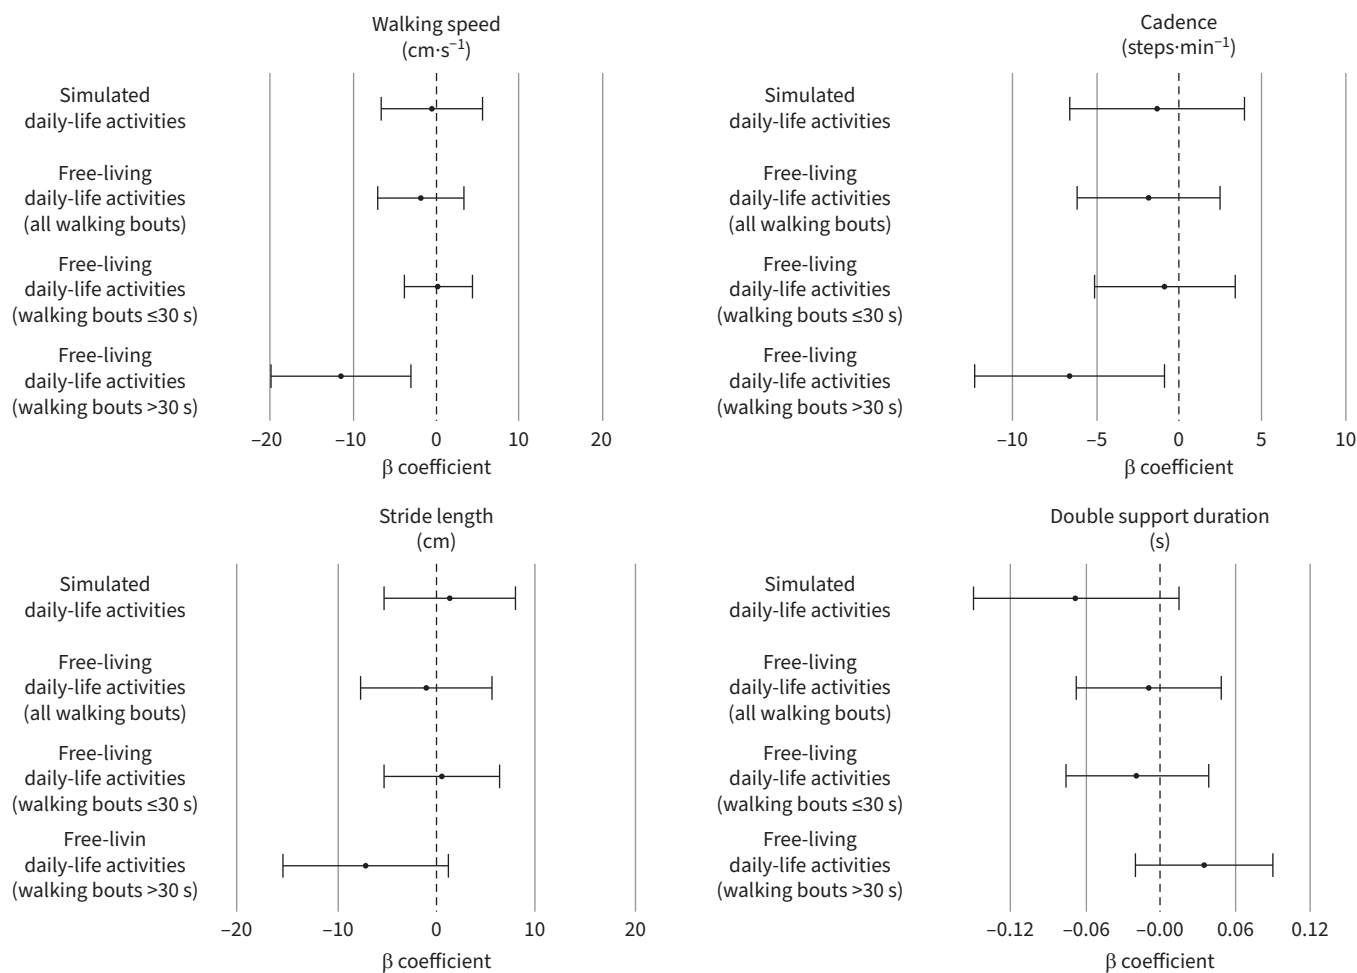 Walking speed
(cm·s⁻¹)
Simulated
daily-life activities
Free-living
daily-life activities
(all walking bouts)
Free-living
daily-life activities
(walking bouts ≤30 s)
Free-living
daily-life activities
(walking bouts >30 s)
–20 –10 0 10 20
β coefficient
Cadence
(steps·min⁻¹)
Simulated
daily-life activities
Free-living
daily-life activities
(all walking bouts)
Free-living
daily-life activities
(walking bouts ≤30 s)
Free-living
daily-life activities
(walking bouts >30 s)
–10 –5 0 5 10
β coefficient
Stride length
(cm)
Simulated
daily-life activities
Free-living
daily-life activities
(all walking bouts)
Free-living
daily-life activities
(walking bouts ≤30 s)
Free-livin
daily-life activities
(walking bouts >30 s)
–20 –10 0 10 20
β coefficient
Double support duration
(s)
Simulated
daily-life activities
Free-living
daily-life activities
(all walking bouts)
Free-living
daily-life activities
(walking bouts ≤30 s)
Free-living
daily-life activities
(walking bouts >30 s)
–0.12 –0.06 –0.00 0.06 0.12
β coefficient